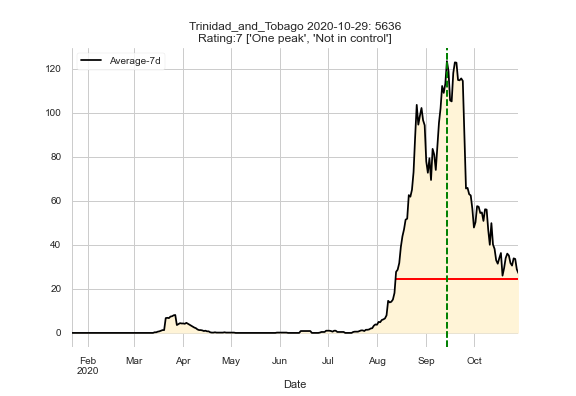 Trinidad_and_Tobago 2020-10-29: 5636
Rating:7 ['One peak', 'Not in control']
Average-7d
120
100
80
60
40
20
0
Feb Mar Apr May Jun Jul Aug Sep Oct
2020
Date